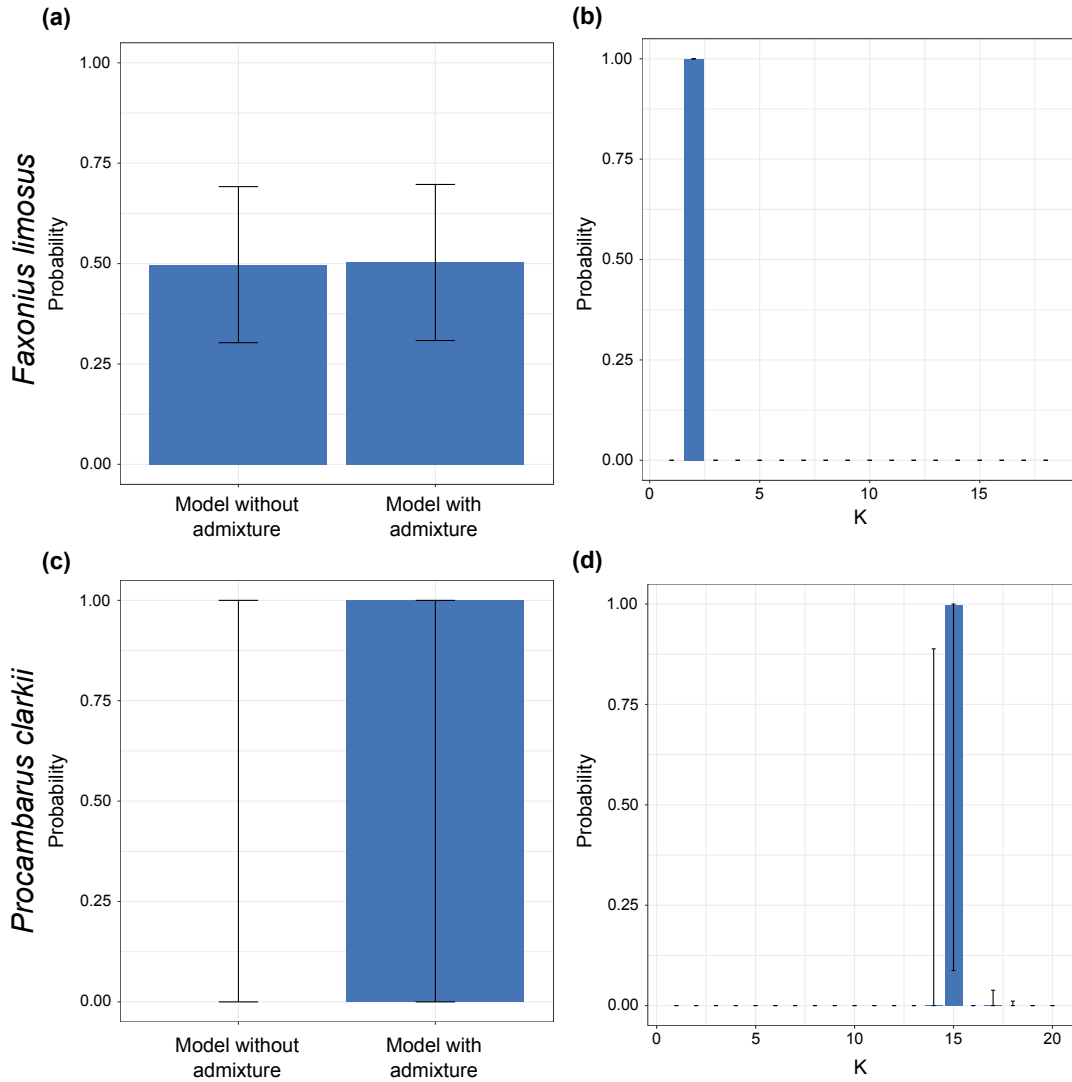 (a)
Faxonius limosus
Probability
1.00
0.75
0.50
0.25
0.00
Model without
admixture
Model with
admixture
(b)
Probability
1.00
0.75
0.50
0.25
0.00
0
5
10
15
K
(c)
Procambarus clarkii
Probability
1.00
0.75
0.50
0.25
0.00
Model without
admixture
Model with
admixture
(d)
Probability
1.00
0.75
0.50
0.25
0.00
0
5
10
15
20
K